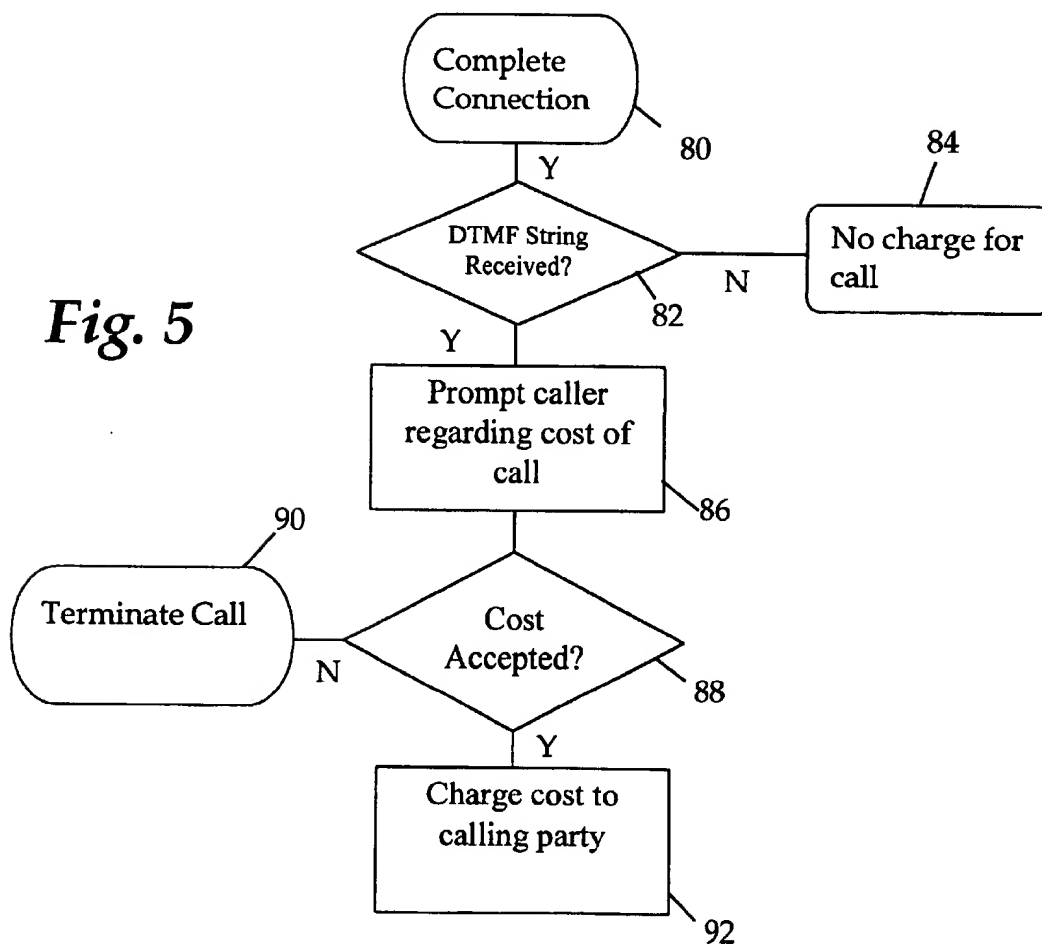 Complete
Connection
80
Y
84
DTMF String
Received?
82
N
No charge for
call
Fig. 5
Y
Prompt caller
regarding cost of
call
86
90
Terminate Call
N
Cost
Accepted?
88
Y
Charge cost to
calling party
92